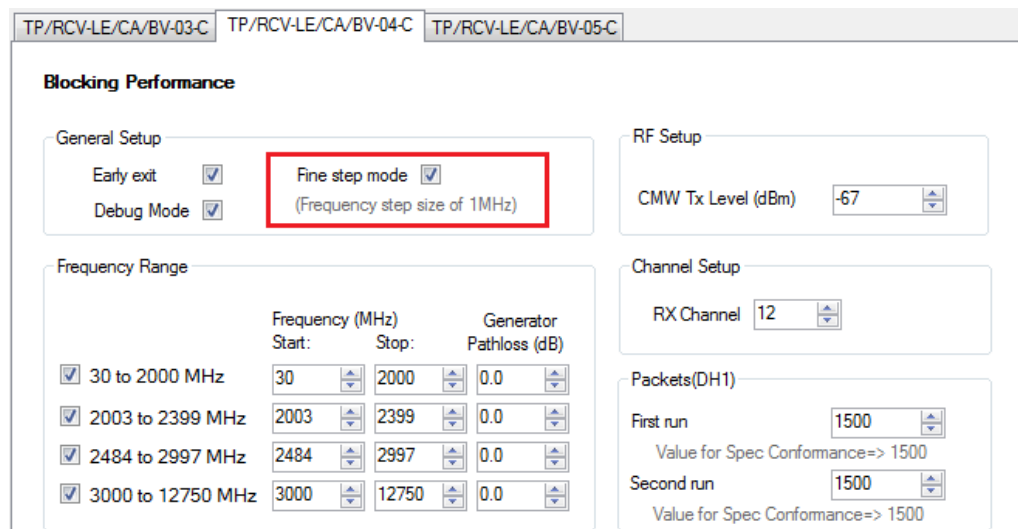 TP/RCV-LE/CA/BV-03-C TP/RCV-LE/CA/BV-04-C TP/RCV-LE/CA/BV-05-C
Blocking Performance
General Setup
Early exit
Debug Mode
Fine step mode
(Frequency step size of 1MHz)
RF Setup
CMW Tx Level (dBm) -67
Frequency Range
Frequency (MHz) Generator
Start: Stop: Pathloss (dB)
30 to 2000 MHz 30 2000 0.0
2003 to 2399 MHz 2003 2399 0.0
2484 to 2997 MHz 2484 2997 0.0
3000 to 12750 MHz 3000 12750 0.0
Channel Setup
RX Channel 12
Packets(DH1)
First run 1500
Value for Spec Conformance=> 1500
Second run 1500
Value for Spec Conformance=> 1500